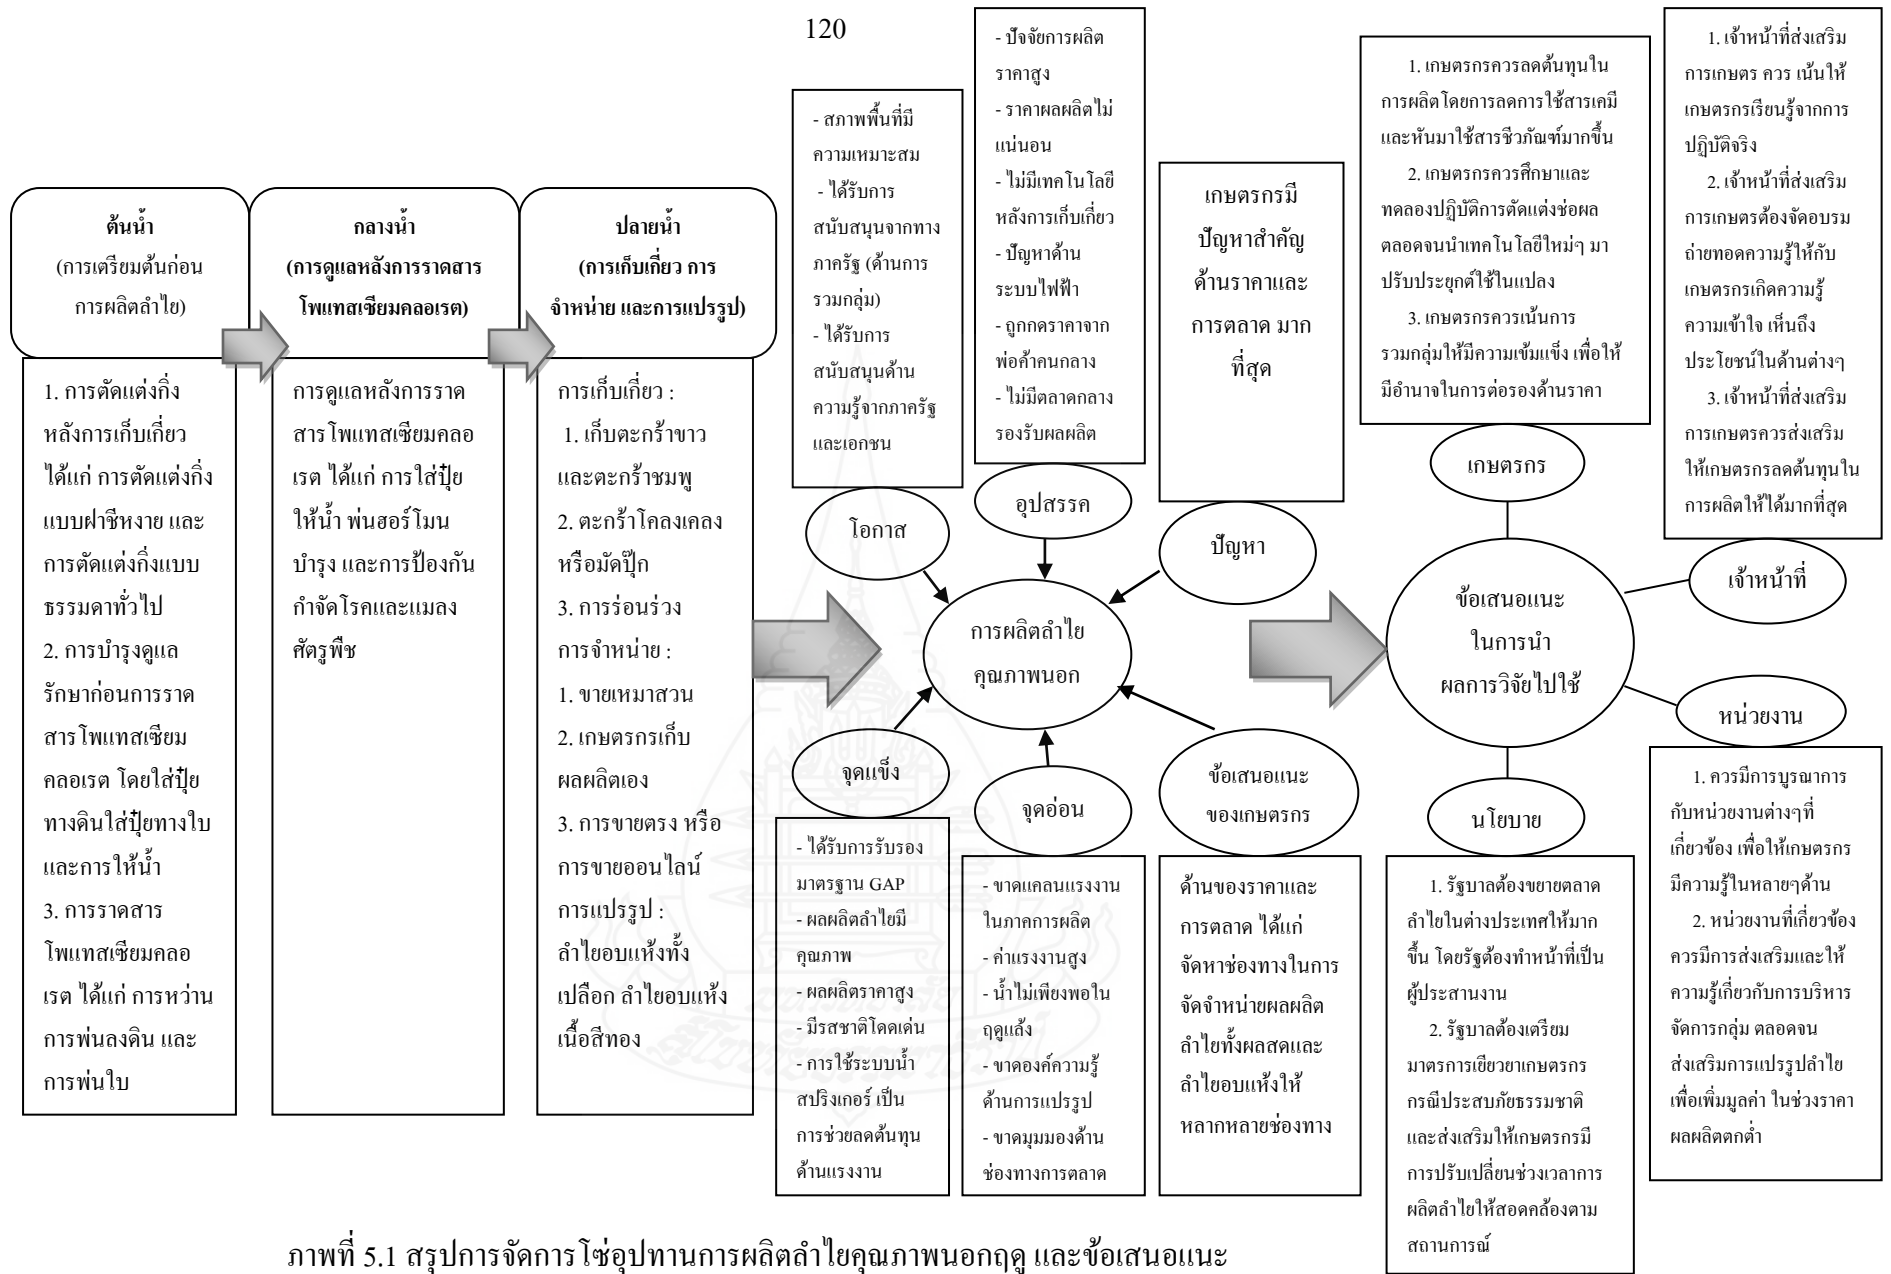 120
ต้นน้ำ
(การเตรียมต้นก่อน
การผลิตลำไย)
1. การตัดแต่งกิ่ง
หลังการเก็บเกี่ยว
ได้แก่ การตัดแต่งกิ่ง
แบบฝาชีหงาย และ
การตัดแต่งกิ่งแบบ
ธรรมดาทั่วไป
2. การบำรุงดูแล
รักษาก่อนการราด
สารโพแทสเซียม
คลอเรต โดยใส่ปุ๋ย
ทางดินใส่ปุ๋ยทางใบ
และการให้น้ำ
3. การราดสาร
โพแทสเซียมคลอ
เรต ได้แก่ การหว่าน
การพ่นลงดิน และ
การพ่นใบ
กลางน้ำ
(การดูแลหลังการราดสาร
โพแทสเซียมคลอเรต)
การดูแลหลังการราด
สารโพแทสเซียมคลอ
เรต ได้แก่ การใส่ปุ๋ย
ให้น้ำ พ่นฮอร์โมน
บำรุง และการป้องกัน
กำจัดโรคและแมลง
ศัตรูพืช
ปลายน้ำ
(การเก็บเกี่ยว การ
จำหน่าย และการแปรรูป)
การเก็บเกี่ยว :
1. เก็บตะกร้าขาว
และตะกร้าชมพู
2. ตะกร้าโคลงเคลง
หรือมัดปุ๊ก
3. การร่อนร่วง
การจำหน่าย :
1. ขายเหมาสวน
2. เกษตรกรเก็บ
ผลผลิตเอง
3. การขายตรง หรือ
การขายออนไลน์
การแปรรูป :
ลำไยอบแห้งทั้ง
เปลือก ลำไยอบแห้ง
เนื้อสีทอง
- สภาพพื้นที่มี
ความเหมาะสม
- ได้รับการ
สนับสนุนจากทาง
ภาครัฐ (ด้านการ
รวมกลุ่ม)
- ได้รับการ
สนับสนุนด้าน
ความรู้จากภาครัฐ
และเอกชน
โอกาส
- ปัจจัยการผลิต
ราคาสูง
- ราคาผลผลิตไม่
แน่นอน
- ไม่มีเทคโนโลยี
หลังการเก็บเกี่ยว
- ปัญหาด้าน
ระบบไฟฟ้า
- ถูกกดราคาจาก
พ่อค้าคนกลาง
- ไม่มีตลาดกลาง
รองรับผลผลิต
อุปสรรค
เกษตรกรมี
ปัญหาสำคัญ
ด้านราคาและ
การตลาด มาก
ที่สุด
ปัญหา
การผลิตลำไย
คุณภาพนอก
จุดแข็ง
- ได้รับการรับรอง
มาตรฐาน GAP
- ผลผลิตลำไยมี
คุณภาพ
- ผลผลิตราคาสูง
- มีรสชาติโดดเด่น
- การใช้ระบบน้ำ
สปริงเกอร์ เป็น
การช่วยลดต้นทุน
ด้านแรงงาน
จุดอ่อน
- ขาดแคลนแรงงาน
ในภาคการผลิต
- ค่าแรงงานสูง
- น้ำไม่เพียงพอใน
ฤดูแล้ง
- ขาดองค์ความรู้
ด้านการแปรรูป
- ขาดมุมมองด้าน
ช่องทางการตลาด
ข้อเสนอแนะ
ของเกษตรกร
ด้านของราคาและ
การตลาด ได้แก่
จัดหาช่องทางในการ
จัดจำหน่ายผลผลิต
ลำไยทั้งผลสดและ
ลำไยอบแห้งให้
หลากหลายช่องทาง
1. เกษตรกรควรลดต้นทุนใน
การผลิตโดยการลดการใช้สารเคมี
และหันมาใช้สารชีวภัณฑ์มากขึ้น
2. เกษตรกรควรศึกษาและ
ทดลองปฏิบัติการตัดแต่งช่อผล
ตลอดจนนำเทคโนโลยีใหม่ๆ มา
ปรับประยุกต์ใช้ในแปลง
3. เกษตรกรควรเน้นการ
รวมกลุ่มให้มีความเข้มแข็ง เพื่อให้
มีอำนาจในการต่อรองด้านราคา
เกษตรกร
1. เจ้าหน้าที่ส่งเสริม
การเกษตร ควร เน้นให้
เกษตรกรเรียนรู้จากการ
ปฏิบัติจริง
2. เจ้าหน้าที่ส่งเสริม
การเกษตรต้องจัดอบรม
ถ่ายทอดความรู้ให้กับ
เกษตรกรเกิดความรู้
ความเข้าใจ เห็นถึง
ประโยชน์ในด้านต่างๆ
3. เจ้าหน้าที่ส่งเสริม
การเกษตรควรส่งเสริม
ให้เกษตรกรลดต้นทุนใน
การผลิตให้ได้มากที่สุด
เจ้าหน้าที่
ข้อเสนอแนะ
ในการนำ
ผลการวิจัยไปใช้
หน่วยงาน
1. ควรมีการบูรณาการ
กับหน่วยงานต่างๆที่
เกี่ยวข้อง เพื่อให้เกษตรกร
มีความรู้ในหลายๆด้าน
2. หน่วยงานที่เกี่ยวข้อง
ควรมีการส่งเสริมและให้
ความรู้เกี่ยวกับการบริหาร
จัดการกลุ่ม ตลอดจน
ส่งเสริมการแปรรูปลำไย
เพื่อเพิ่มมูลค่า ในช่วงราคา
ผลผลิตตกต่ำ
นโยบาย
1. รัฐบาลต้องขยายตลาด
ลำไยในต่างประเทศให้มาก
ขึ้น โดยรัฐต้องทำหน้าที่เป็น
ผู้ประสานงาน
2. รัฐบาลต้องเตรียม
มาตรการเยียวยาเกษตรกร
กรณีประสบภัยธรรมชาติ
และส่งเสริมให้เกษตรกรมี
การปรับเปลี่ยนช่วงเวลาการ
ผลิตลำไยให้สอดคล้องตาม
สถานการณ์
ภาพที่ 5.1 สรุปการจัดการโซ่อุปทานการผลิตลำไยคุณภาพนอกฤดู และข้อเสนอแนะ